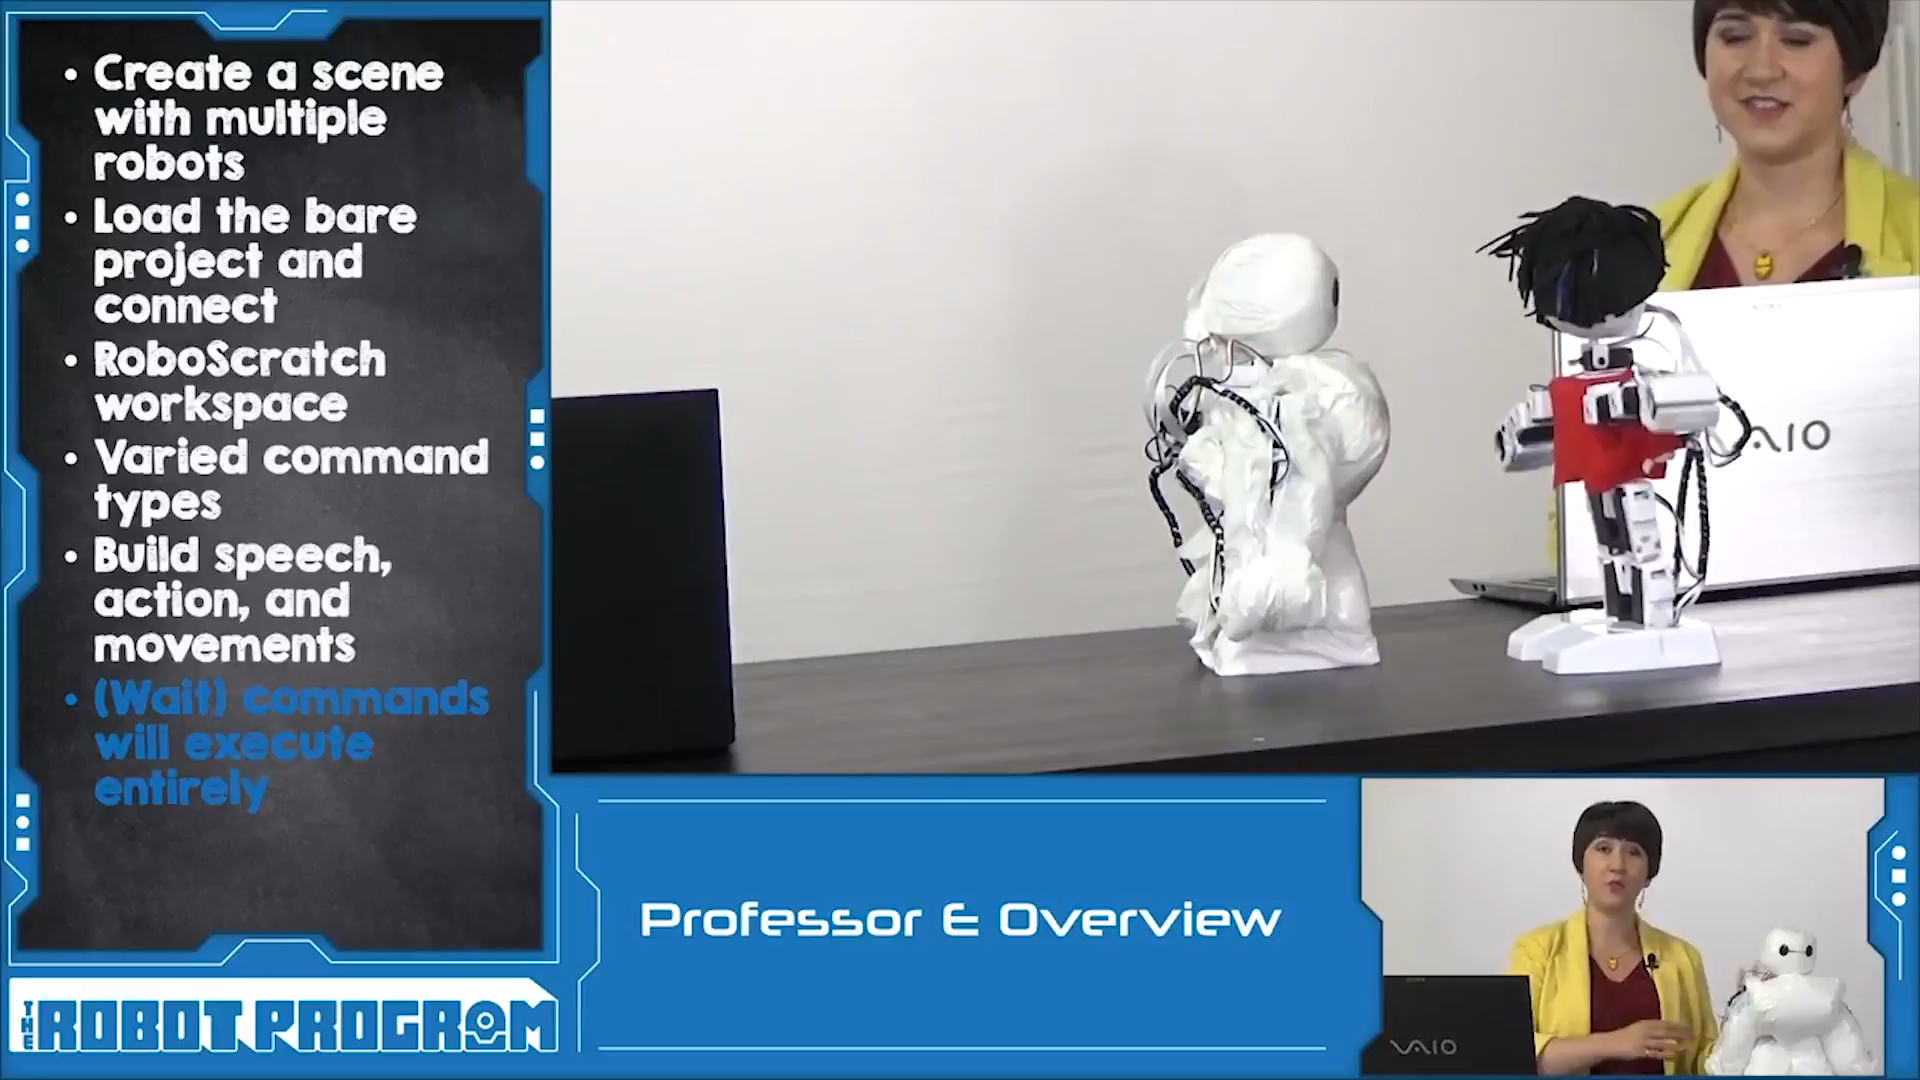 • Create a scene
with multiple
robots
• Load the bare
project and
connect
• RoboScratch
workspace
• Varied command
types
• Build speech,
action, and
movements
• (Wait) commands
will execute
entirely
VAIO
Professor E Overview
VAIO
THE ROBOT PROGRAM